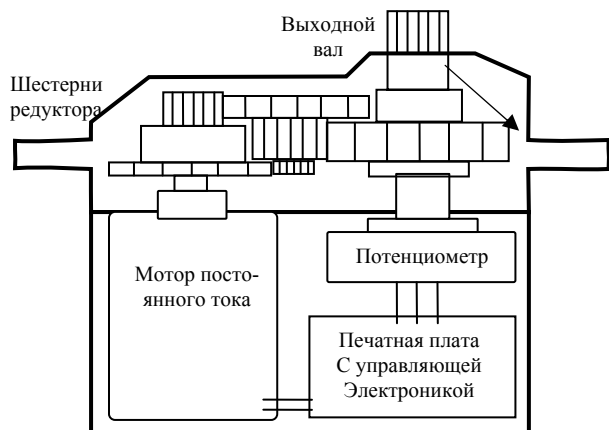 Выходной
вал
Шестерни
редуктора
Мотор посто-
янного тока
Потенциометр
Печатная плата
С управляющей
Электроникой